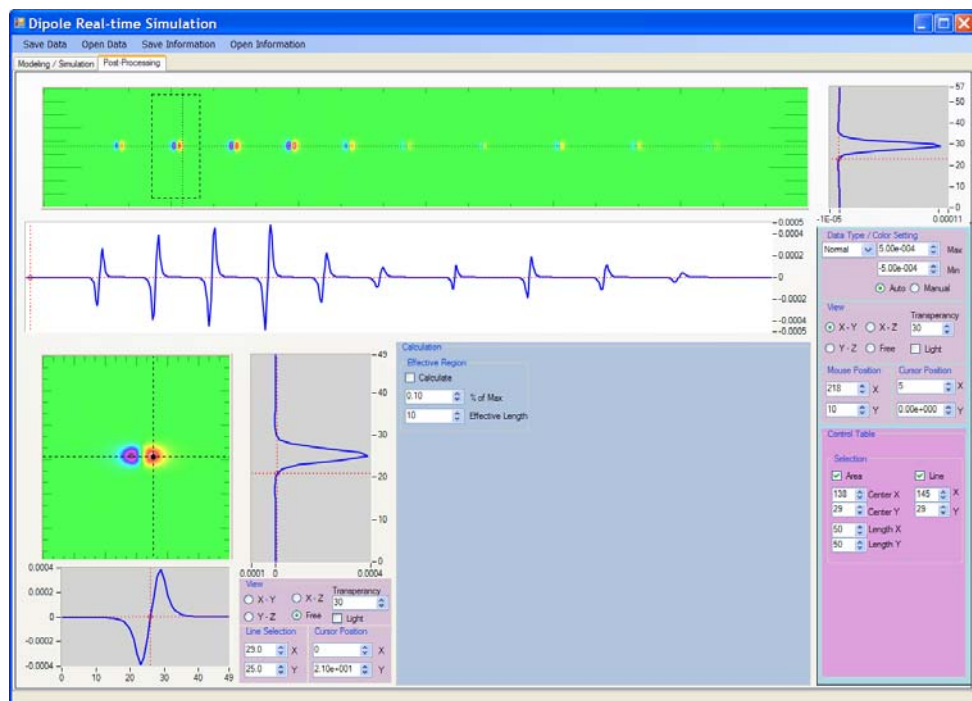 Dipole Real-time Simulation
Save Data Open Data Save Information Open Information
Modeling / Simulation Post-Processing
57
50
40
30
20
10
0
-1E-05 0.00011
0.0005
0.0004
0.0002
0
-0.0002
-0.0004
-0.0005
Data Type / Color Setting
Normal 5.00e-004 Max
-5.00e-004 Min
Auto Manual
View
Transperancy
X - Y X - Z 30
Y - Z Free Light
Mouse Position Cursor Position
218 X 5 X
10 Y 0.00e+000 Y
Control Table
Selection
Area Line
138 Center X 145 X
29 Center Y 29 Y
50 Length X
50 Length Y
49
40
30
20
10
0
0.0001 0 0.0004
Calculation
Effective Region
Calculate
0.10 % of Max
10 Effective Length
0.0004
0.0002
0
-0.0002
-0.0004
0 10 20 30 40 49
View
Transperancy
X - Y X - Z 30
Y - Z Free Light
Line Selection Cursor Position
29.0 X 0 X
25.0 Y 2.10e+001 Y